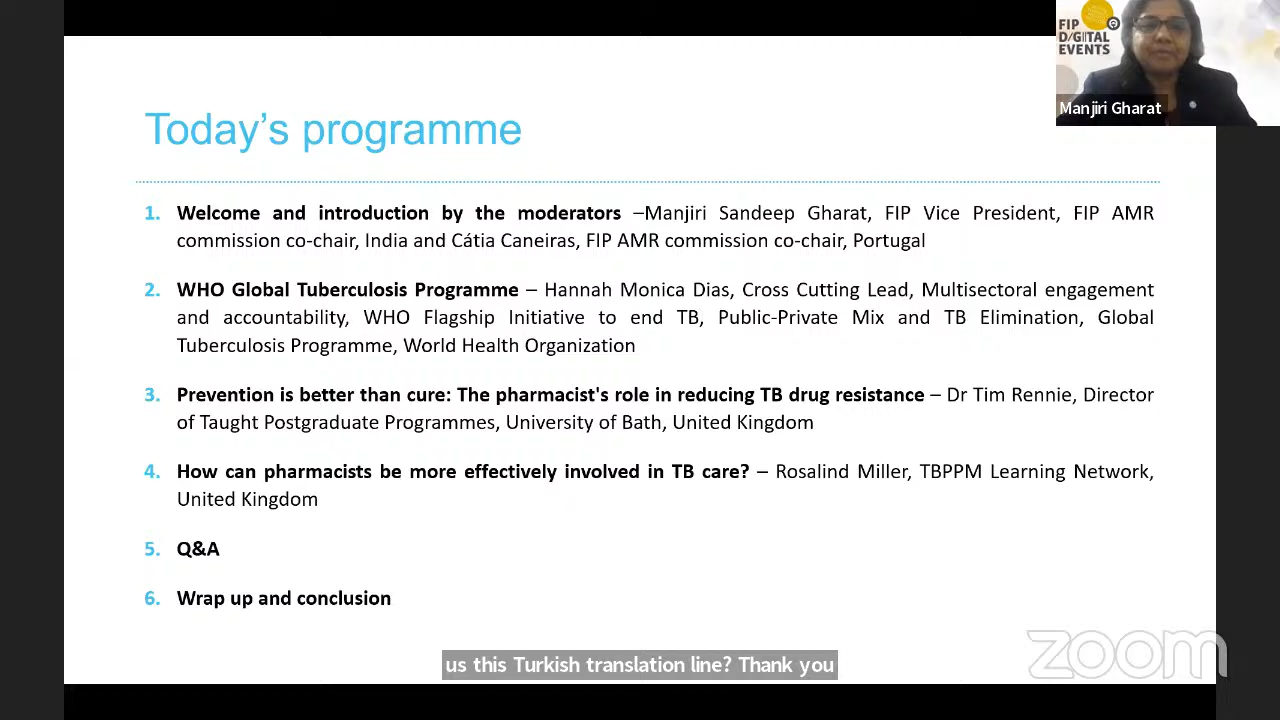 FIP
DIGITAL
EVENTS
Manjiri Gharat
Today's programme
1. Welcome and introduction by the moderators –Manjiri Sandeep Gharat, FIP Vice President, FIP AMR
commission co-chair, India and Cátia Caneiras, FIP AMR commission co-chair, Portugal
2. WHO Global Tuberculosis Programme – Hannah Monica Dias, Cross Cutting Lead, Multisectoral engagement
and accountability, WHO Flagship Initiative to end TB, Public-Private Mix and TB Elimination, Global
Tuberculosis Programme, World Health Organization
3. Prevention is better than cure: The pharmacist's role in reducing TB drug resistance – Dr Tim Rennie, Director
of Taught Postgraduate Programmes, University of Bath, United Kingdom
4. How can pharmacists be more effectively involved in TB care? – Rosalind Miller, TBPPM Learning Network,
United Kingdom
5. Q&A
6. Wrap up and conclusion
us this Turkish translation line? Thank you
zoom